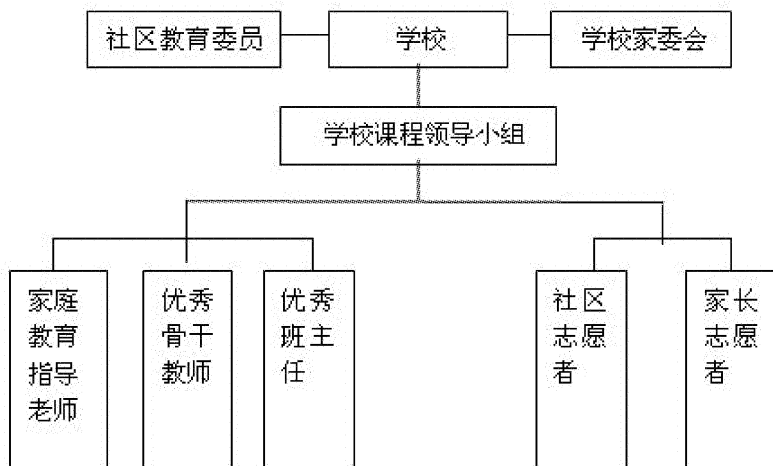 社区教育委员
学校
学校家委会
学校课程领导小组
家庭
教育
指导
老师
优秀
骨干
教师
优秀
班主
任
社区
志愿
者
家长
志愿
者